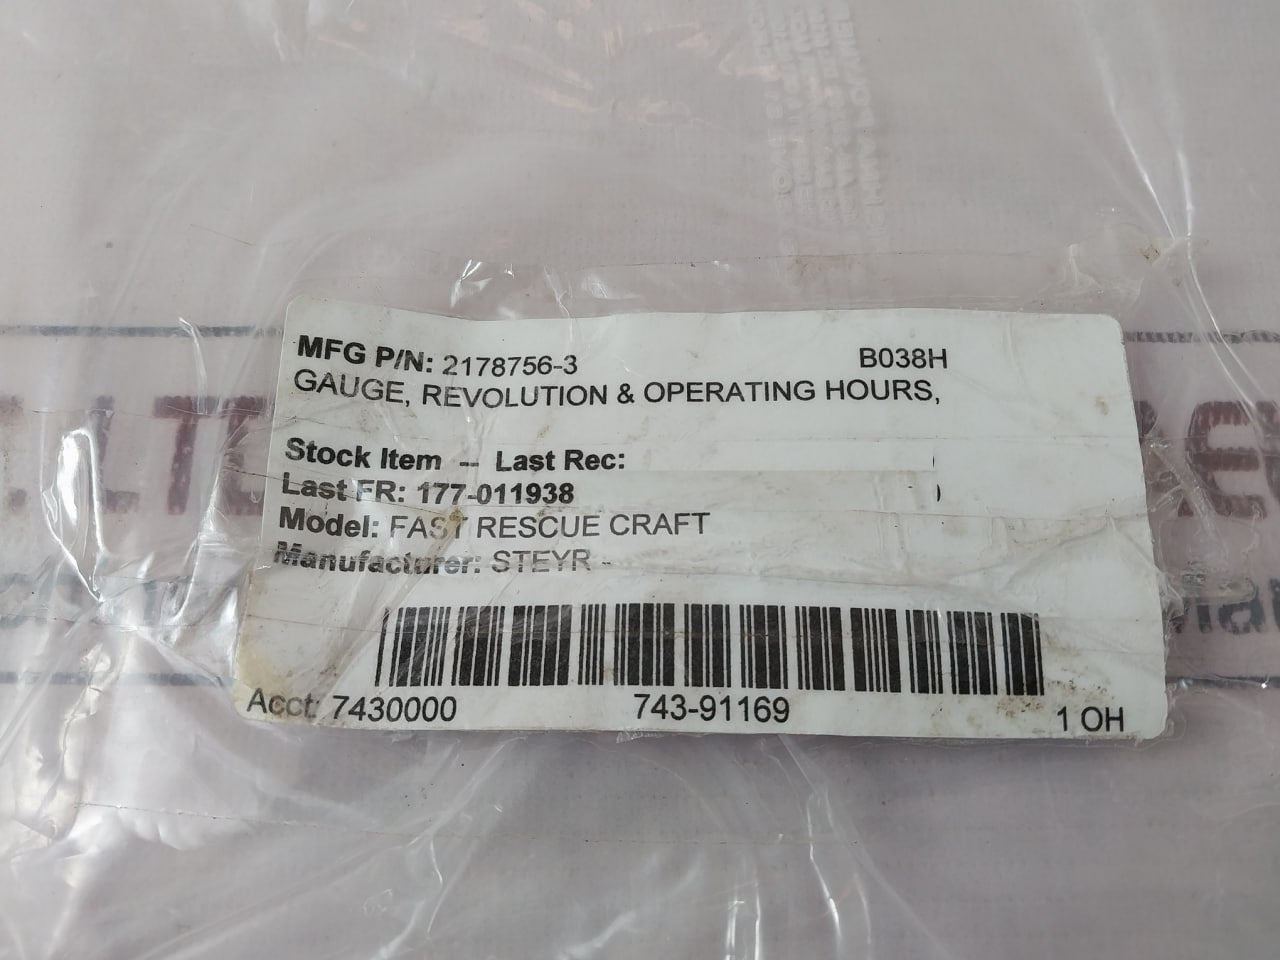 MFG P/N: 2178756-3 B038H
GAUGE, REVOLUTION & OPERATING HOURS,
Stock Item -- Last Rec:
Last FR: 177-011938
Model: FAST RESCUE CRAFT
Manufacturer: STEYR -
Acct: 7430000 743-91169 1 OH